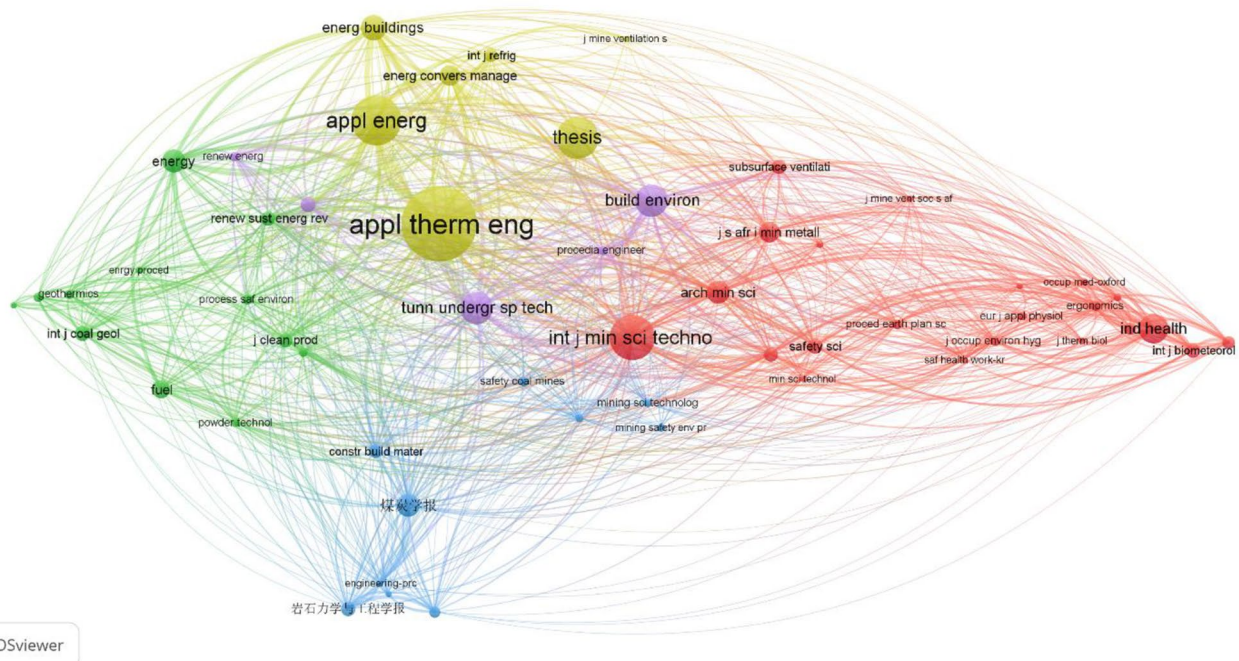 energ buildings
j mine ventilation s
int j refrig
energ convers manage
appl energ
thesis
energy
renew energ
subsurface ventilati
build environ
j mine vent soc s af
renew sust energ rev
appl therm eng
j s afr i min metall
procedia engineer
enrgy proced
geothermics
process saf environ
tunn undergr sp tech
arch min sci
occup med-oxford
ergonomics
eur j appl physiol
proced earth plan sc
ind health
int j coal geol
j clean prod
int j min sci techno
safety sci
j occup environ hyg
j therm biol
int j biometeorol
saf health work-kr
min sci technol
fuel
safety coal mines
powder technol
mining sci technolog
mining safety env pr
constr build mater
煤炭学报
engineering-prc
岩石力学与工程学报
OSviewer